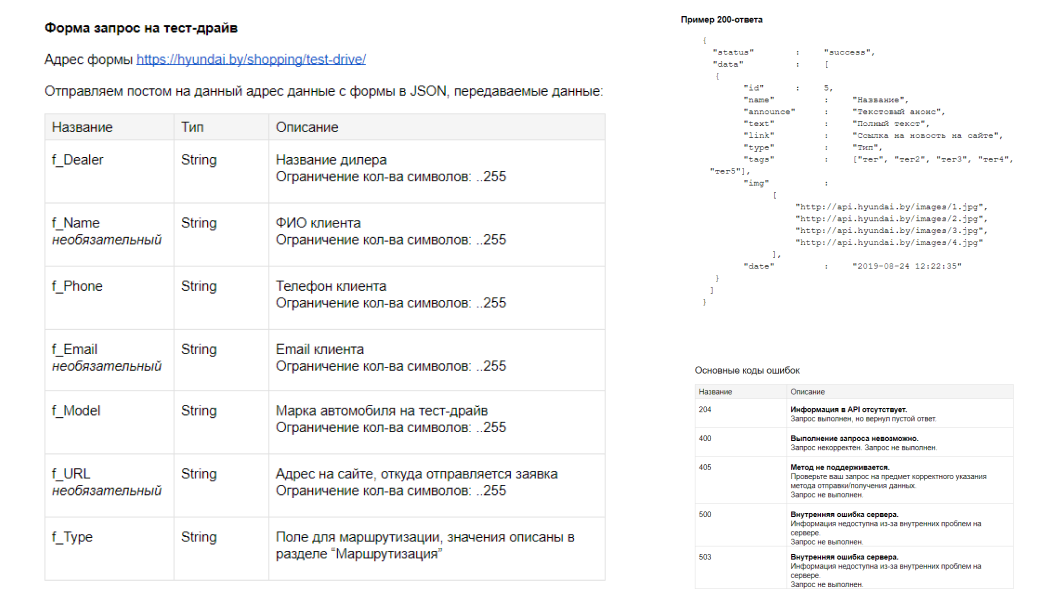 Форма запрос на тест-драйв
Адрес формы https://hyundai.by/shopping/test-drive/
Отправляем постом на данный адрес данные с формы в JSON, передаваемые данные:
Название Тип Описание
f_Dealer String Название дилера
Ограничение кол-ва символов: ..255
f_Name String ФИО клиента
необязательный Ограничение кол-ва символов: ..255
f_Phone String Телефон клиента
Ограничение кол-ва символов: ..255
f_Email String Email клиента
необязательный Ограничение кол-ва символов: ..255
f_Model String Марка автомобиля на тест-драйв
Ограничение кол-ва символов: ..255
f_URL String Адрес на сайте, откуда отправляется заявка
необязательный Ограничение кол-ва символов: ..255
f_Type String Поле для маршрутизации, значения описаны в
разделе “Маршрутизация”
Пример 200-ответа
{
"status" : "success",
"data" : [
{
"id" : 5,
"name" : "Название",
"announce" : "Текстовый анонс",
"text" : "Полный текст",
"link" : "Ссылка на новость на сайте",
"type" : "Тип",
"tags" : ["тег", "тег2", "тег3", "тег4",
"тег5"],
"img" :
[
"http://api.hyundai.by/images/1.jpg",
"http://api.hyundai.by/images/2.jpg",
"http://api.hyundai.by/images/3.jpg",
"http://api.hyundai.by/images/4.jpg"
],
"date" : "2019-08-24 12:22:35"
}
]
}
Основные коды ошибок
Название Описание
204 Информация в API отсутствует.
Запрос выполнен, но вернул пустой ответ.
400 Выполнение запроса невозможно.
Запрос некорректен. Запрос не выполнен.
405 Метод не поддерживается.
Проверьте ваш запрос на предмет корректного указания
метода отправки/получения данных.
Запрос не выполнен.
500 Внутренняя ошибка сервера.
Информация недоступна из-за внутренних проблем на
сервере.
Запрос не выполнен.
503 Внутренняя ошибка сервера.
Информация недоступна из-за внутренних проблем на
сервере.
Запрос не выполнен.